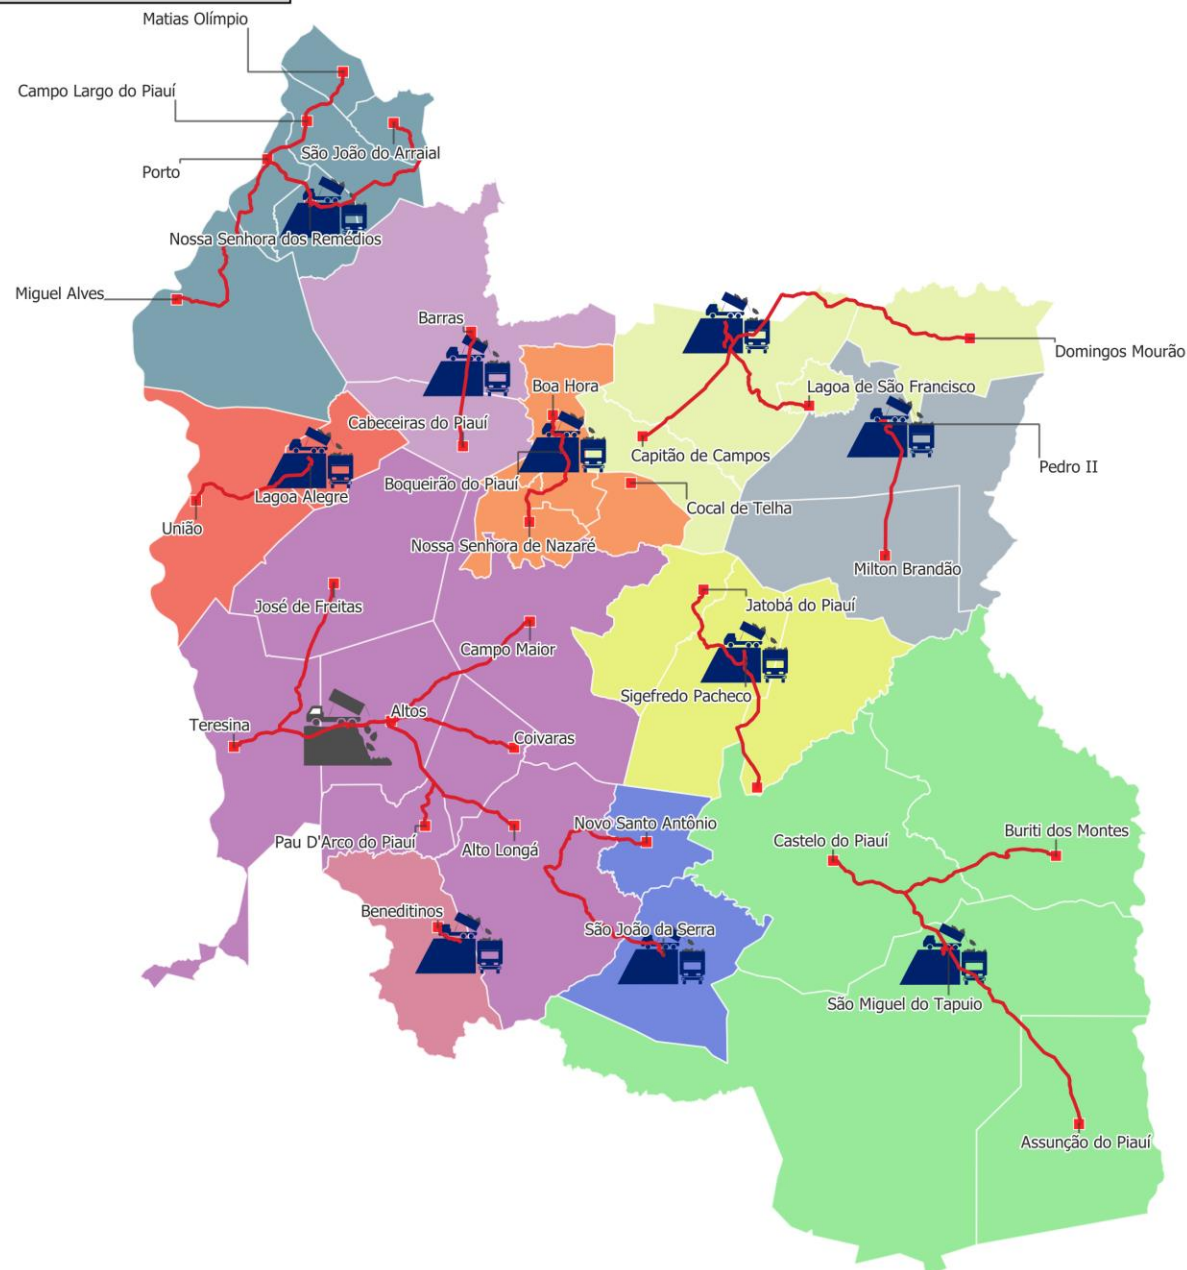 Matias Olímpio
Campo Largo do Piauí
São João do Arraial
Porto
Nossa Senhora dos Remédios
Miguel Alves
Barras
Domingos Mourão
Boa Hora
Lagoa de São Francisco
Cabeceiras do Piauí
Capitão de Campos
Pedro II
Boqueirão do Piauí
Lagoa Alegre
Cocal de Telha
União
Nossa Senhora de Nazaré
Milton Brandão
José de Freitas
Jatobá do Piauí
Campo Maior
Sigefredo Pacheco
Altos
Teresina
Coivaras
Novo Santo Antônio
Buriti dos Montes
Pau D'Arco do Piauí
Castelo do Piauí
Alto Longá
Beneditinos
São João da Serra
São Miguel do Tapuio
Assunção do Piauí